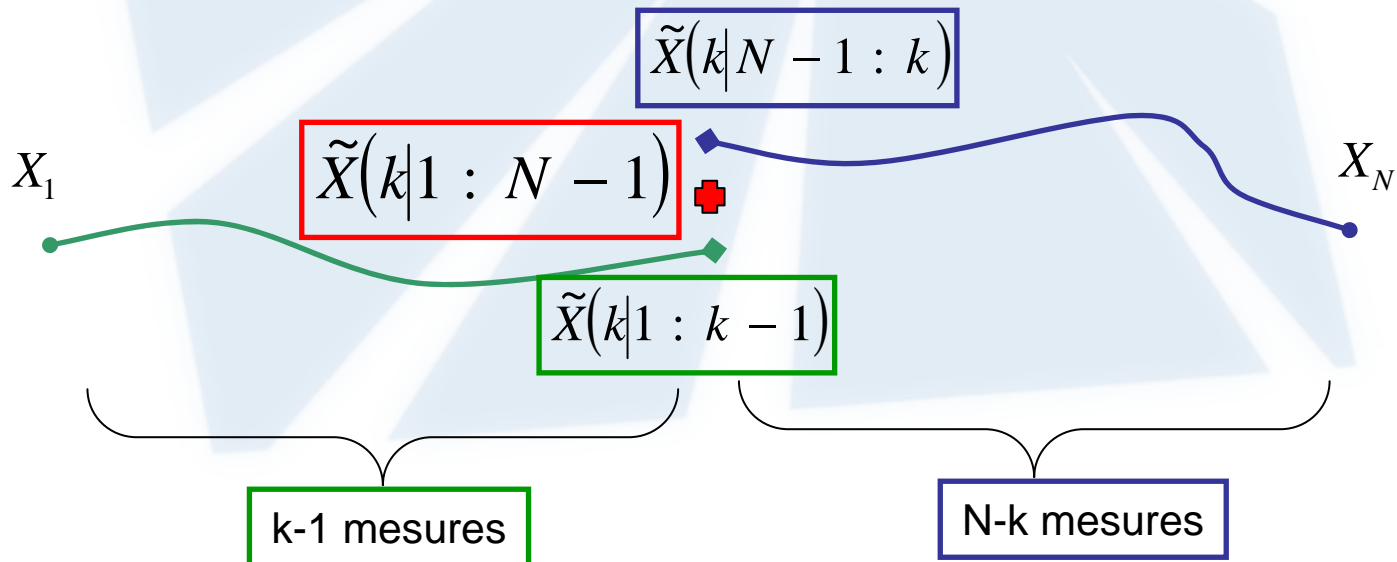 X̃(k|N − 1 : k)
X̃(k|1 : N − 1)
X₁
X_N
X̃(k|1 : k − 1)
k-1 mesures
N-k mesures